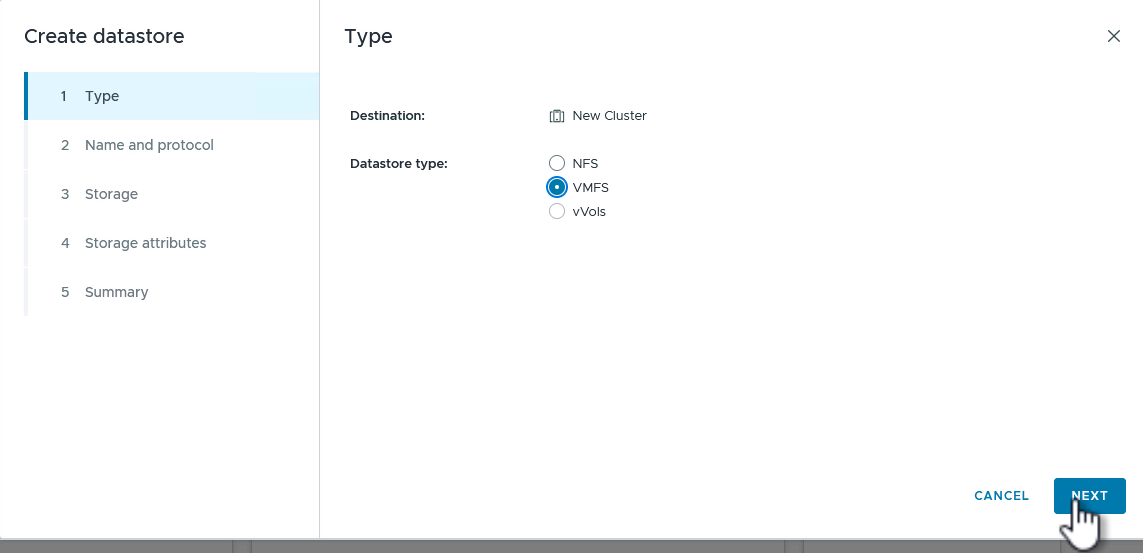 Create datastore
1 Type
2 Name and protocol
3 Storage
4 Storage attributes
5 Summary
Type
Destination: New Cluster
Datastore type: NFS
VMFS
vVols
CANCEL NEXT